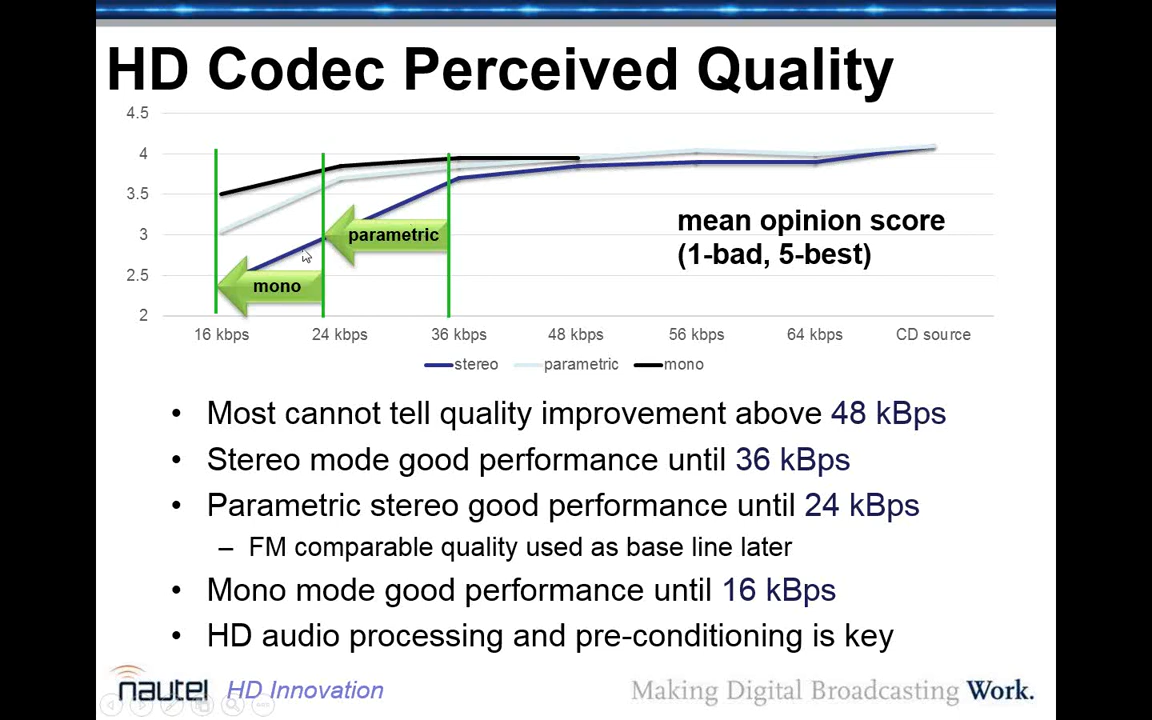 HD Codec Perceived Quality
4.5
4
3.5
3
2.5
2
parametric
mono
mean opinion score
(1-bad, 5-best)
16 kbps 24 kbps 36 kbps 48 kbps 56 kbps 64 kbps CD source
stereo parametric mono
• Most cannot tell quality improvement above 48 kBps
• Stereo mode good performance until 36 kBps
• Parametric stereo good performance until 24 kBps
– FM comparable quality used as base line later
• Mono mode good performance until 16 kBps
• HD audio processing and pre-conditioning is key
nautel HD Innovation Making Digital Broadcasting Work.